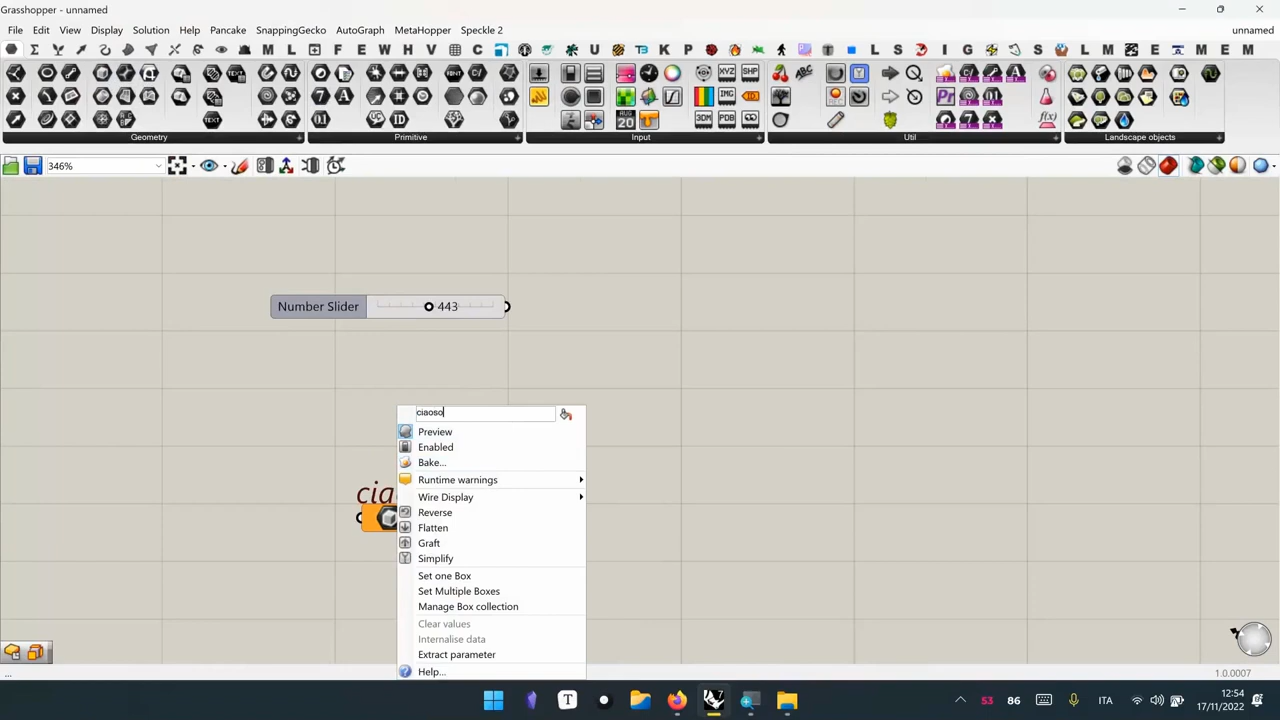 Grasshopper - unnamed
File Edit View Display Solution Help Pancake SnappingGecko AutoGraph MetaHopper Speckle 2 unnamed
Geometry Primitive Input Util Landscape objects
346%
Number Slider 443
ciaoso
Preview
Enabled
Bake...
Runtime warnings
Wire Display
Reverse
Flatten
Graft
Simplify
Set one Box
Set Multiple Boxes
Manage Box collection
Clear values
Internalise data
Extract parameter
Help...
... 1.0.0007
53 86 ITA 12:54
17/11/2022